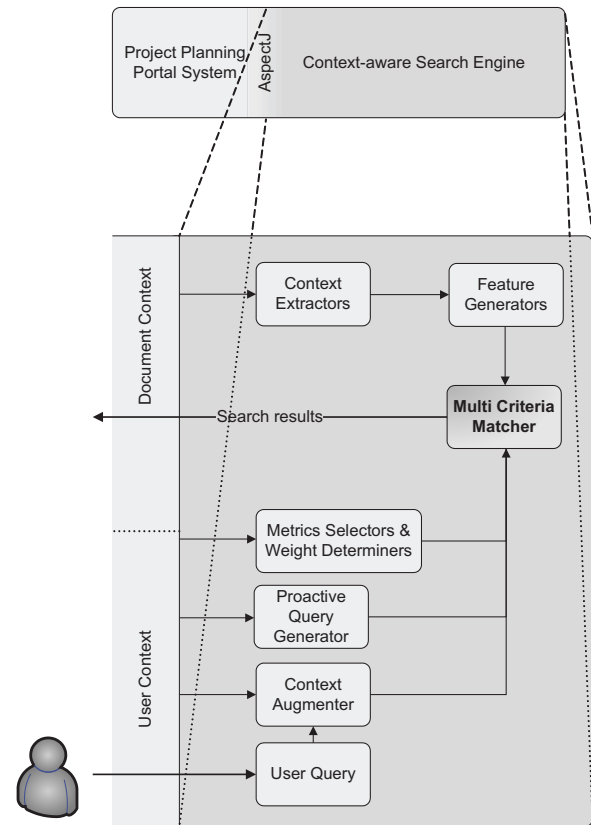 Project Planning
Portal System
AspectJ
Context-aware Search Engine
Document Context
Context
Extractors
Feature
Generators
Multi Criteria
Matcher
Search results
Metrics Selectors &
Weight Determiners
User Context
Proactive
Query
Generator
Context
Augmenter
User Query